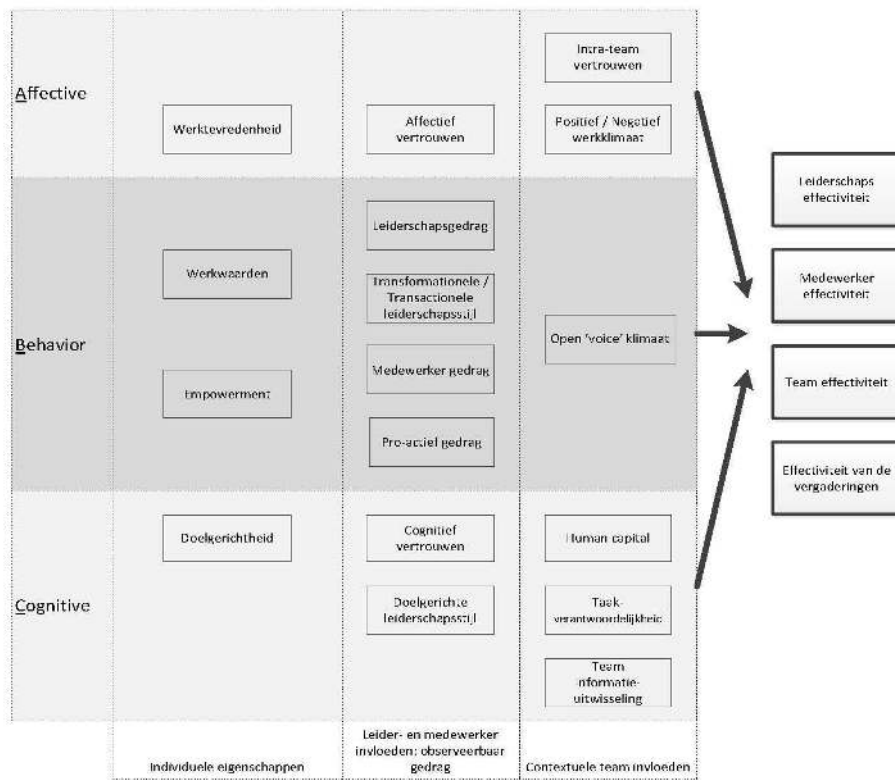 Affective
Werktevredenheid
Affectief
vertrouwen
Intra-team
vertrouwen
Positief / Negatief
werkklimaat
Behavior
Werkwaarden
Empowerment
Leiderschapsgedrag
Transformationele /
Transactionele
leiderschapsstijl
Medewerker gedrag
Pro-actief gedrag
Open 'voice' klimaat
Cognitive
Doelgerichtheid
Cognitief
vertrouwen
Doelgerichte
leiderschapsstijl
Human capital
Taak-
verantwoordelijkheid
Team
informatie-
uitwisseling
Individuele eigenschappen
Leider- en medewerker
invloeden: observeerbaar
gedrag
Contextuele team invloeden
Leiderschaps
effectiviteit
Medewerker
effectiviteit
Team effectiviteit
Effectiviteit van de
vergaderingen